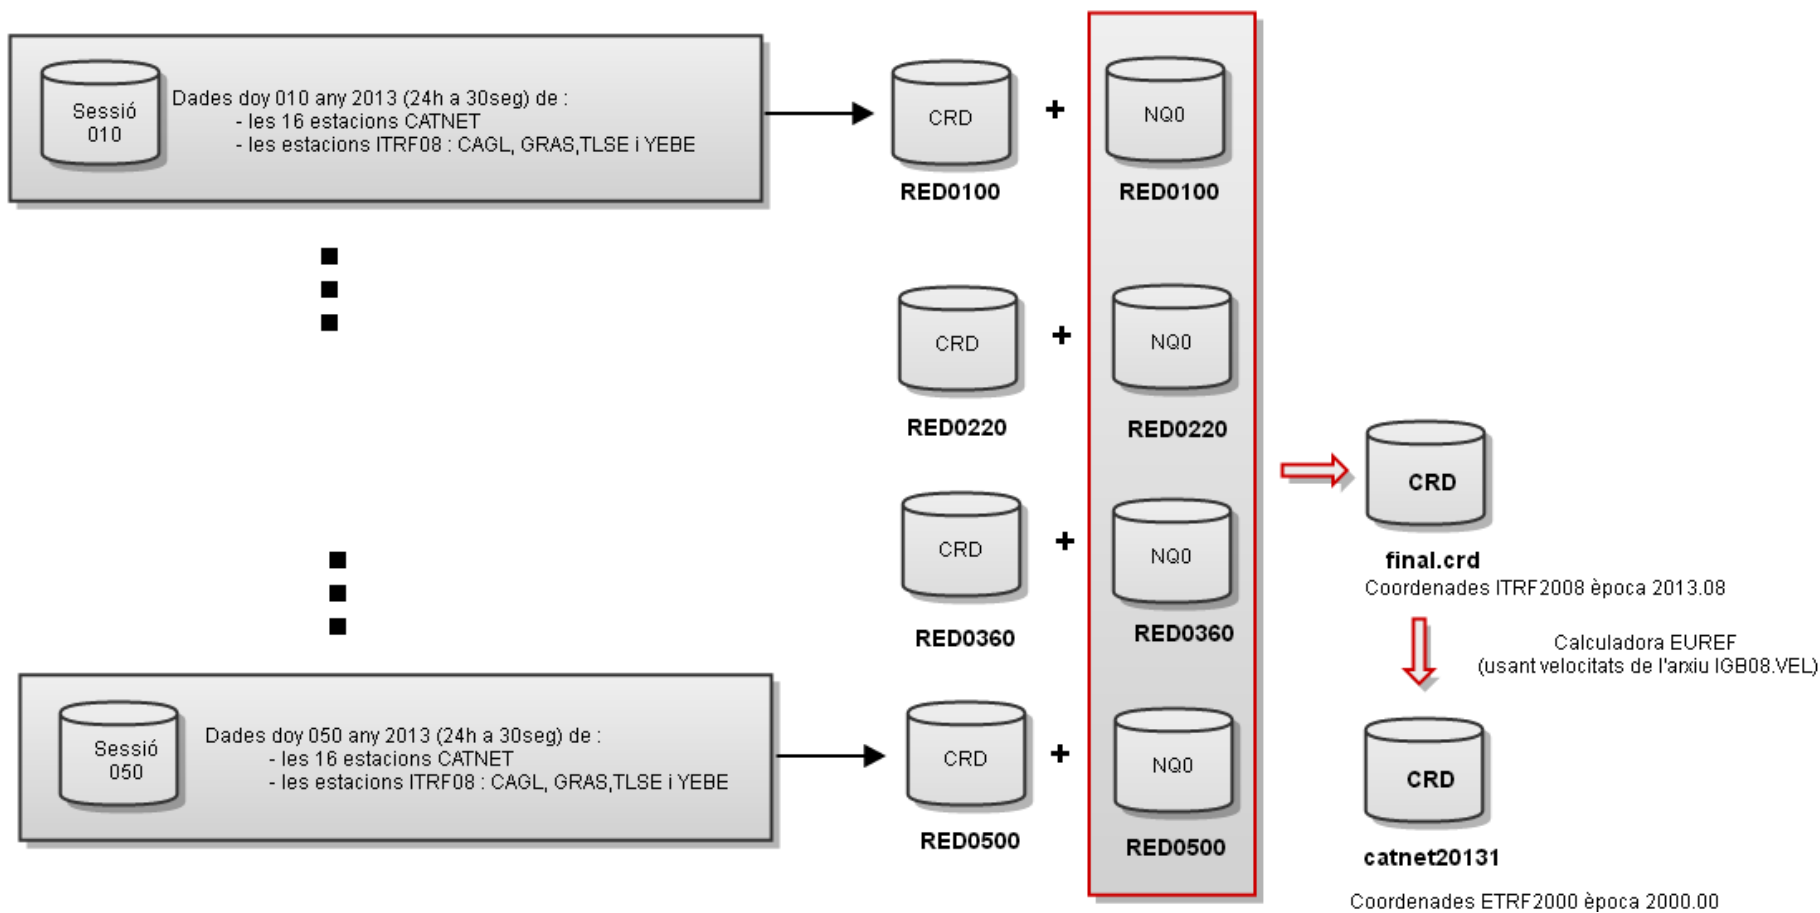 Sessió
010
Dades doy 010 any 2013 (24h a 30seg) de :
- les 16 estacions CATNET
- les estacions ITRF08 : CAGL, GRAS,TLSE i YEBE
CRD
+
NQ0
RED0100
RED0100
CRD
+
NQ0
RED0220
RED0220
CRD
+
NQ0
RED0360
RED0360
CRD
final.crd
Coordenades ITRF2008 època 2013.08
Calculadora EUREF
(usant velocitats de l'arxiu IGB08.VEL)
Sessió
050
Dades doy 050 any 2013 (24h a 30seg) de :
- les 16 estacions CATNET
- les estacions ITRF08 : CAGL, GRAS,TLSE i YEBE
CRD
+
NQ0
RED0500
RED0500
CRD
catnet20131
Coordenades ETRF2000 època 2000.00